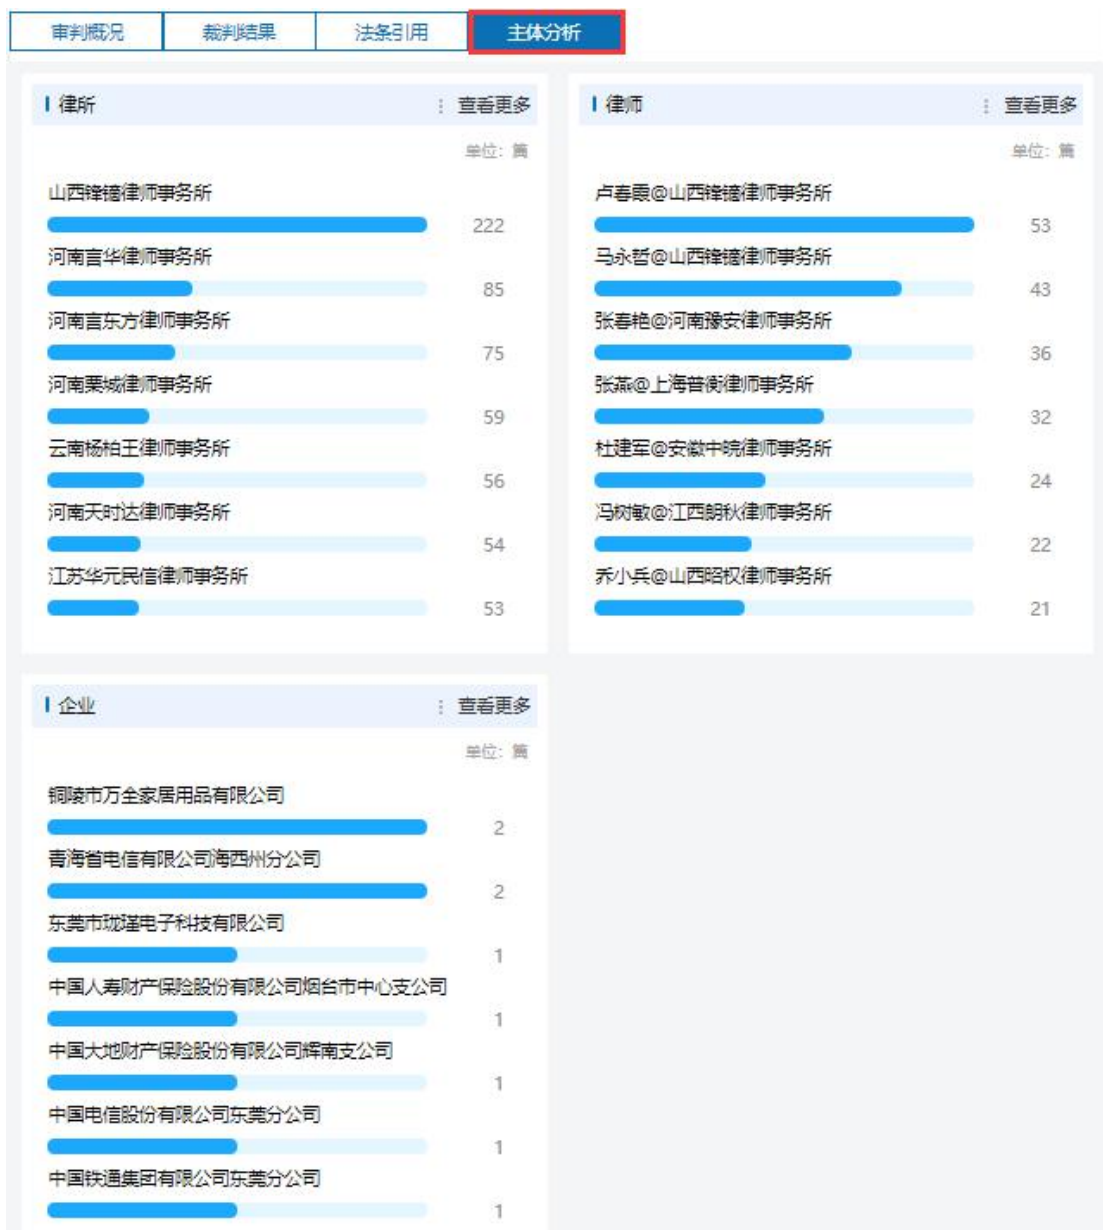 审判概况 裁判结果 法条引用 主体分析
律所 查看更多
单位：篇
山西锋镝律师事务所
222
河南言华律师事务所
85
河南言东方律师事务所
75
河南栗城律师事务所
59
云南杨柏王律师事务所
56
河南天时达律师事务所
54
江苏华元民信律师事务所
53
律师 查看更多
单位：篇
卢春霞@山西锋镝律师事务所
53
马永哲@山西锋镝律师事务所
43
张春艳@河南豫安律师事务所
36
张燕@上海普衡律师事务所
32
杜建军@安徽中皖律师事务所
24
冯树敏@江西朗秋律师事务所
22
乔小兵@山西昭权律师事务所
21
企业 查看更多
单位：篇
铜陵市万全家居用品有限公司
2
青海省电信有限公司海西州分公司
2
东莞市珑瑾电子科技有限公司
1
中国人寿财产保险股份有限公司烟台市中心支公司
1
中国大地财产保险股份有限公司辉南支公司
1
中国电信股份有限公司东莞分公司
1
中国铁通集团有限公司东莞分公司
1